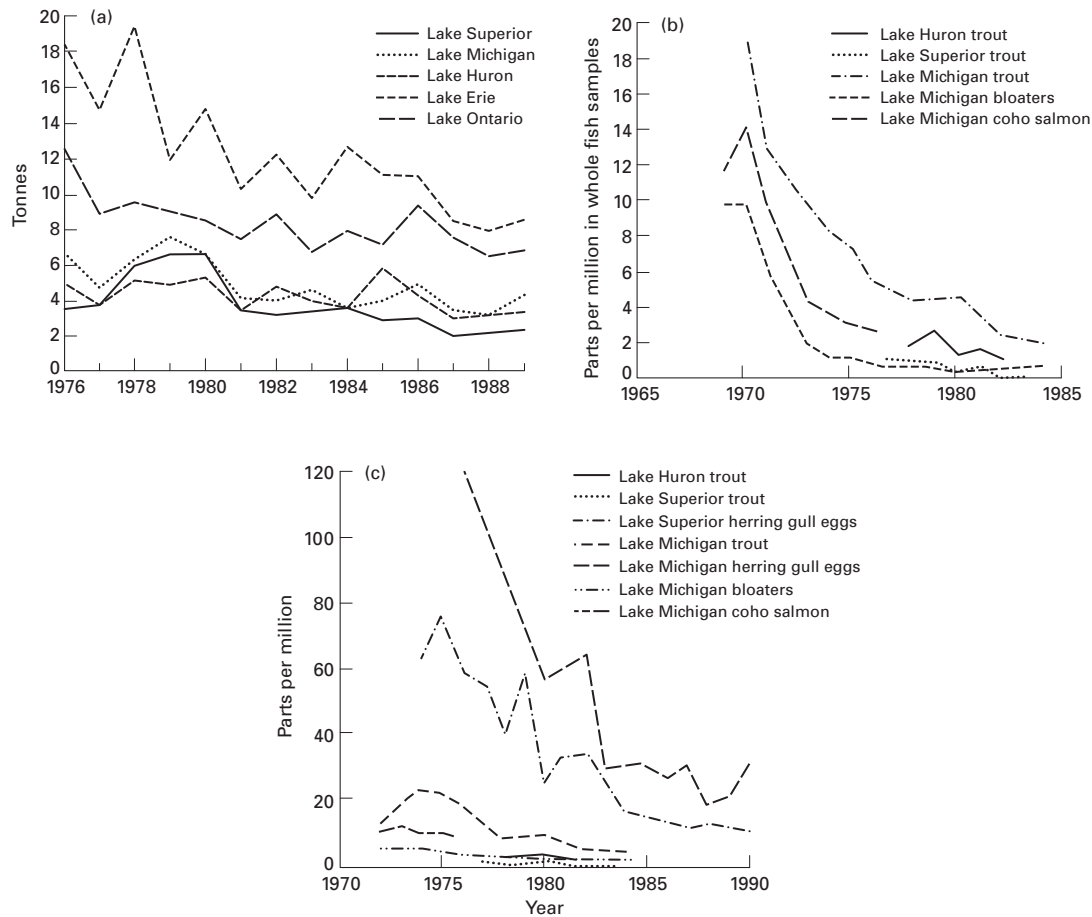 (a)
Tonnes
20
18
16
14
12
10
8
6
4
2
0
1976
1978
1980
1982
1984
1986
1988
Lake Superior
Lake Michigan
Lake Huron
Lake Erie
Lake Ontario
(b)
Parts per million in whole fish samples
20
18
16
14
12
10
8
6
4
2
0
1965
1970
1975
1980
1985
Lake Huron trout
Lake Superior trout
Lake Michigan trout
Lake Michigan bloaters
Lake Michigan coho salmon
(c)
Parts per million
120
100
80
60
40
20
0
1970
1975
1980
1985
1990
Year
Lake Huron trout
Lake Superior trout
Lake Superior herring gull eggs
Lake Michigan trout
Lake Michigan herring gull eggs
Lake Michigan bloaters
Lake Michigan coho salmon